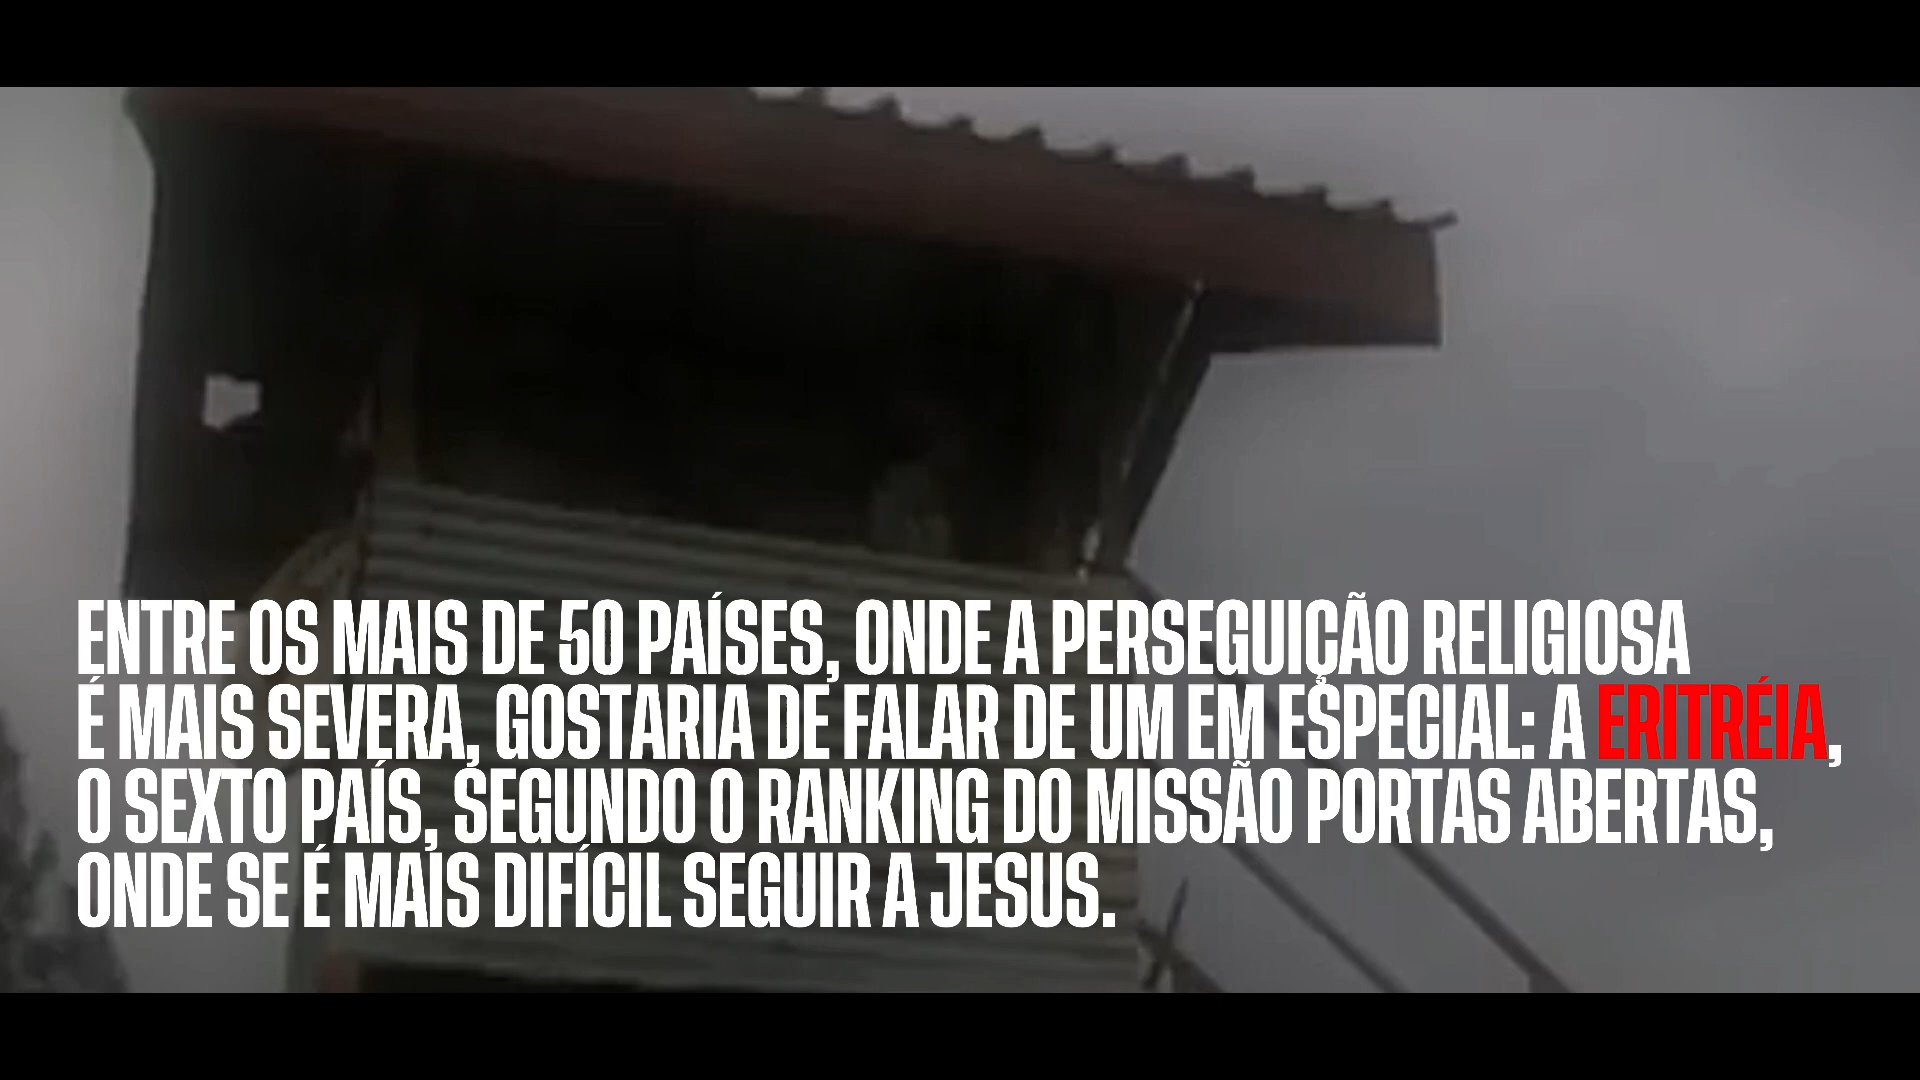 ENTRE OS MAIS DE 50 PAÍSES, ONDE A PERSEGUIÇÃO RELIGIOSA
É MAIS SEVERA, GOSTARIA DE FALAR DE UM EM ESPECIAL: A ERITRÉIA,
O SEXTO PAÍS, SEGUNDO O RANKING DO MISSÃO PORTAS ABERTAS,
ONDE SE É MAIS DIFÍCIL SEGUIR A JESUS.